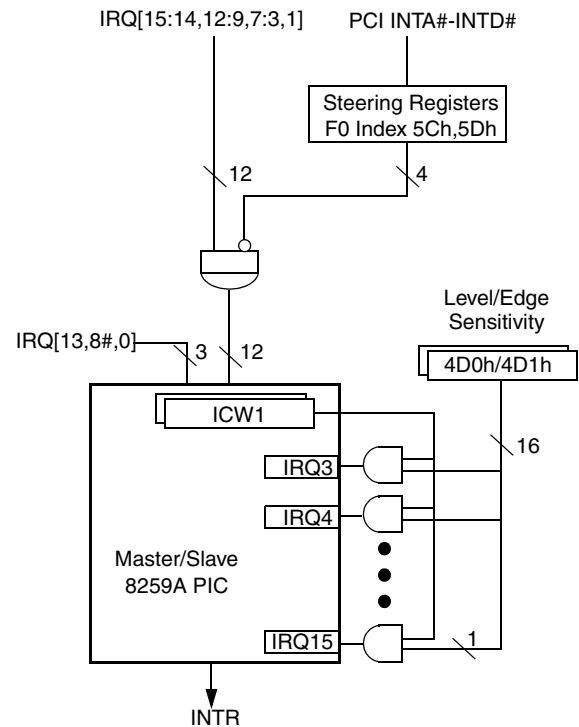 IRQ[15:14,12:9,7:3,1]
PCI INTA#-INTD#
Steering Registers
F0 Index 5Ch,5Dh
12
4
Level/Edge
Sensitivity
IRQ[13,8#,0]
3
12
4D0h/4D1h
ICW1
16
IRQ3
IRQ4
Master/Slave
8259A PIC
IRQ15
1
INTR